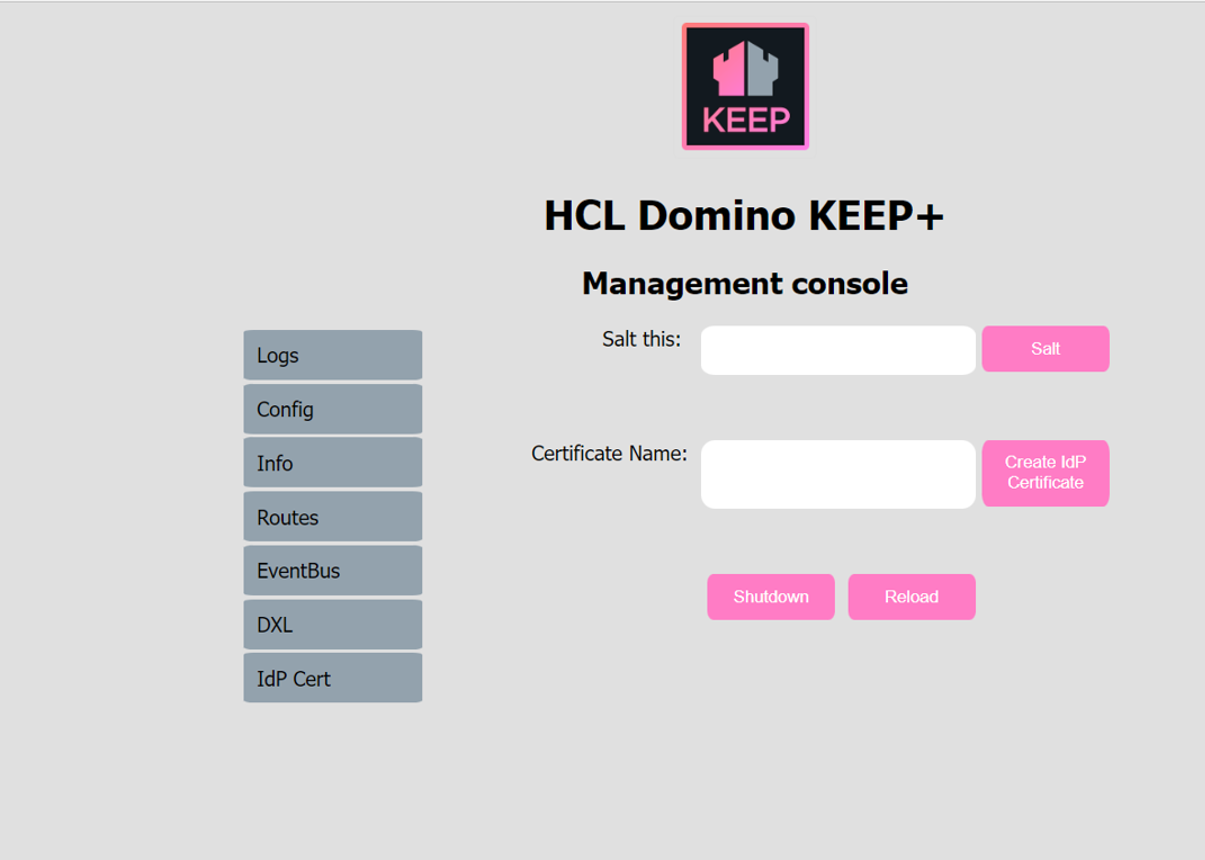 KEEP
HCL Domino KEEP+
Management console
Logs
Config
Info
Routes
EventBus
DXL
IdP Cert
Salt this:
Salt
Certificate Name:
Create IdP
Certificate
Shutdown
Reload